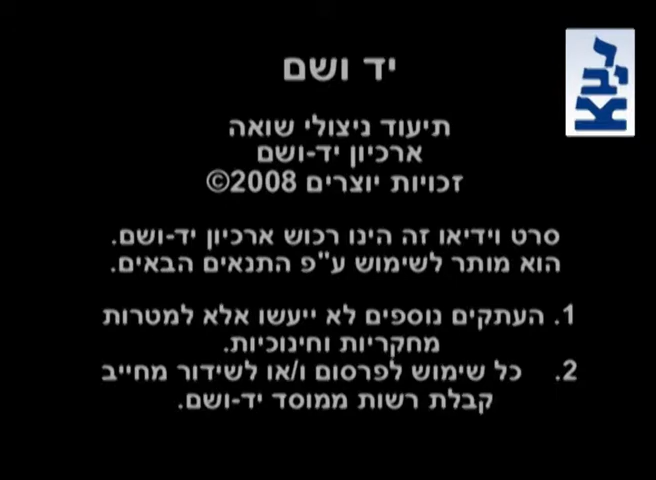 יד ושם
תיעוד ניצולי שואה
ארכיון יד-ושם
זכויות יוצרים 2008©
סרט וידיאו זה הינו רכוש ארכיון יד-ושם.
הוא מותר לשימוש ע"פ התנאים הבאים.
1. העתקים נוספים לא ייעשו אלא למטרות
מחקריות וחינוכיות.
2. כל שימוש לפרסום ו/או לשידור מחייב
קבלת רשות ממוסד יד-ושם.